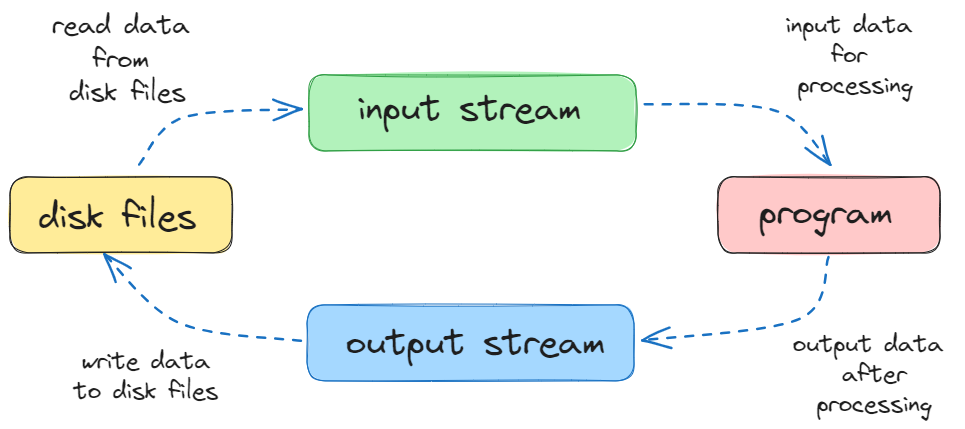 read data
from
disk files
input data
for
processing
input stream
disk files
program
output stream
write data
to disk files
output data
after
processing